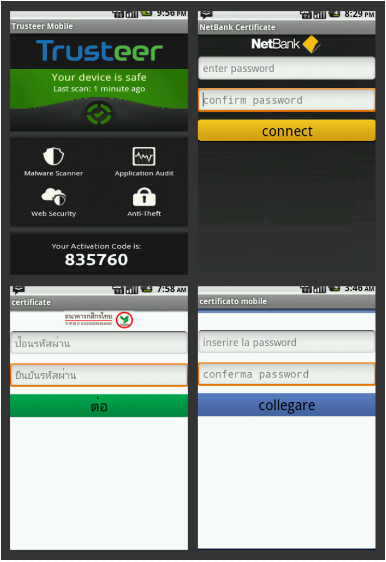 9:56 PM
Trusteer Mobile
Trusteer
Your device is safe
Last scan: 1 minute ago
Malware Scanner
Application Audit
Web Security
Anti-Theft
Your Activation Code is:
835760
8:29 PM
NetBank Certificate
NetBank
enter password
confirm password
connect
7:58 AM
certificate
ธนาคารกสิกรไทย
KASIKORNBANK
ป้อนรหัสผ่าน
ยืนยันรหัสผ่าน
ต่อ
3:46 AM
certificato mobile
inserire la password
conferma password
collegare